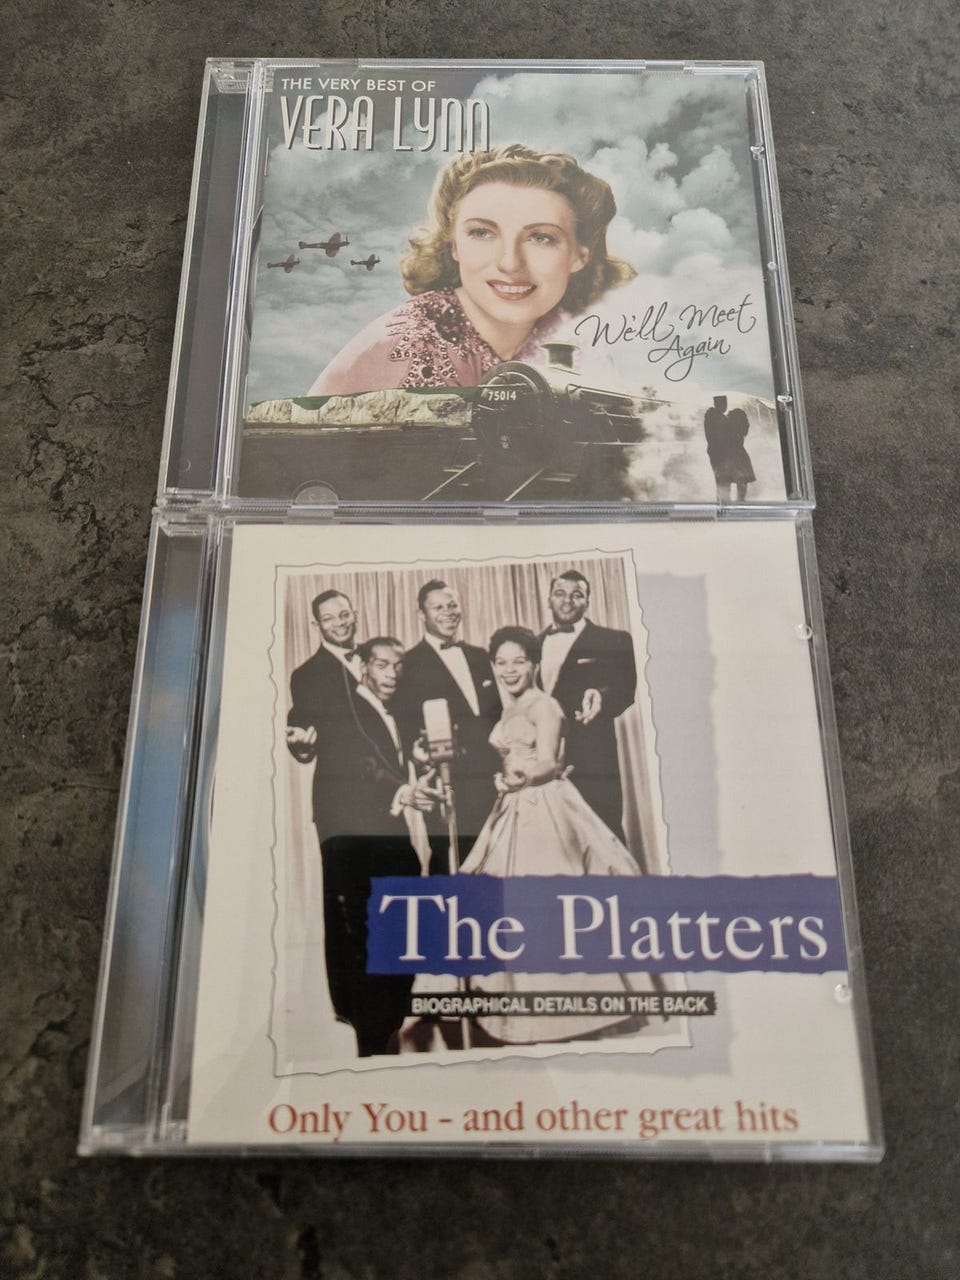 THE VERY BEST OF
VERA LYNN
We'll Meet
Again
75014
The Platters
BIOGRAPHICAL DETAILS ON THE BACK
Only You - and other great hits